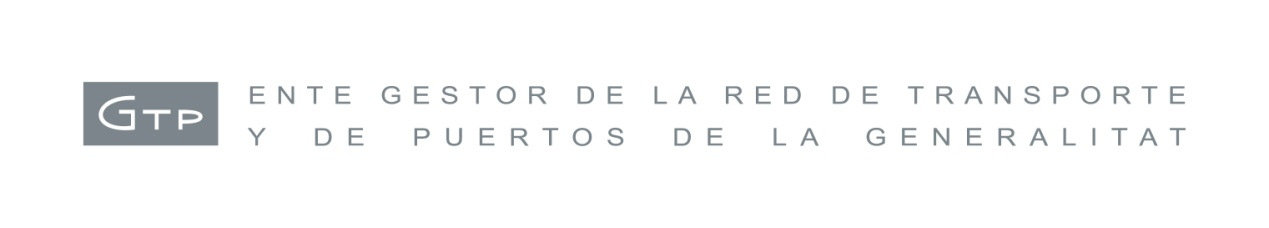 GTP
ENTE GESTOR DE LA RED DE TRANSPORTE
Y DE PUERTOS DE LA GENERALITAT